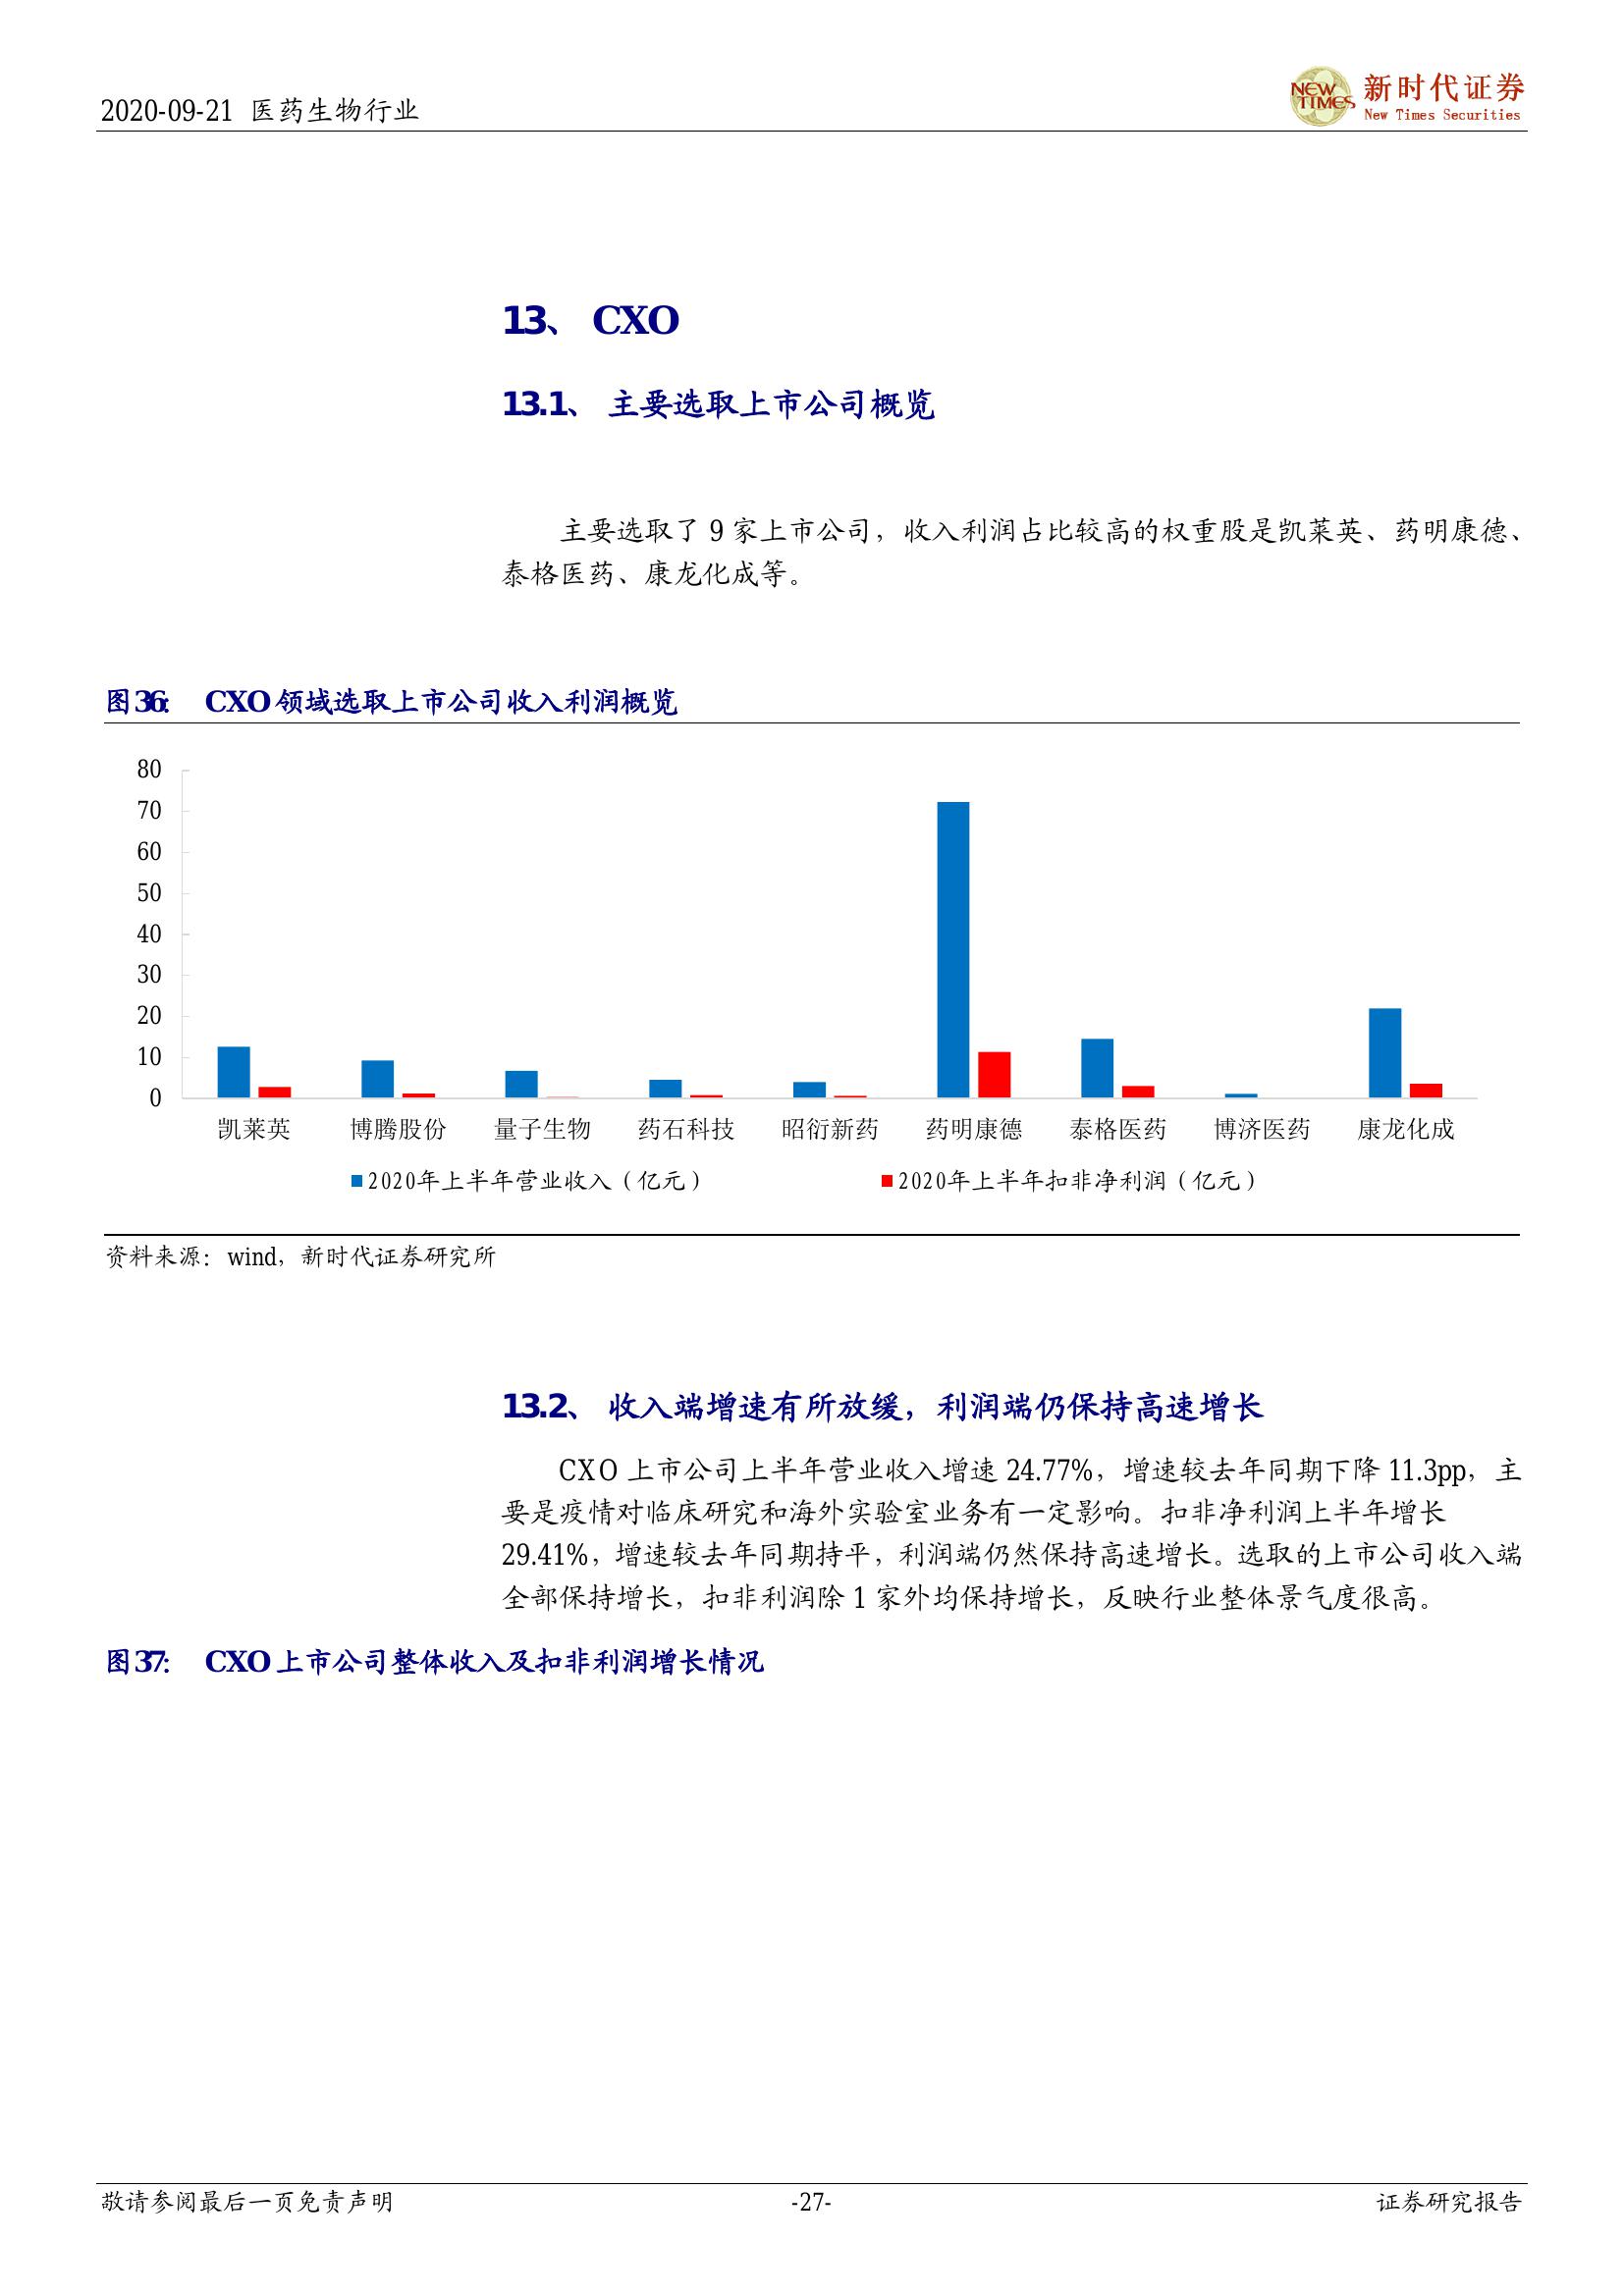 2020-09-21 医药生物行业
NEW TIMES 新时代证券
New Times Securities
13、 CXO
13.1、 主要选取上市公司概览
主要选取了 9 家上市公司，收入利润占比较高的权重股是凯莱英、药明康德、
泰格医药、康龙化成等。
图36： CXO 领域选取上市公司收入利润概览
80
70
60
50
40
30
20
10
0
凯莱英 博腾股份 量子生物 药石科技 昭衍新药 药明康德 泰格医药 博济医药 康龙化成
2020年上半年营业收入（亿元） 2020年上半年扣非净利润（亿元）
资料来源：wind，新时代证券研究所
13.2、 收入端增速有所放缓，利润端仍保持高速增长
CXO 上市公司上半年营业收入增速 24.77%，增速较去年同期下降 11.3pp，主
要是疫情对临床研究和海外实验室业务有一定影响。扣非净利润上半年增长
29.41%，增速较去年同期持平，利润端仍然保持高速增长。选取的上市公司收入端
全部保持增长，扣非利润除 1 家外均保持增长，反映行业整体景气度很高。
图37： CXO 上市公司整体收入及扣非利润增长情况
敬请参阅最后一页免责声明 -27- 证券研究报告